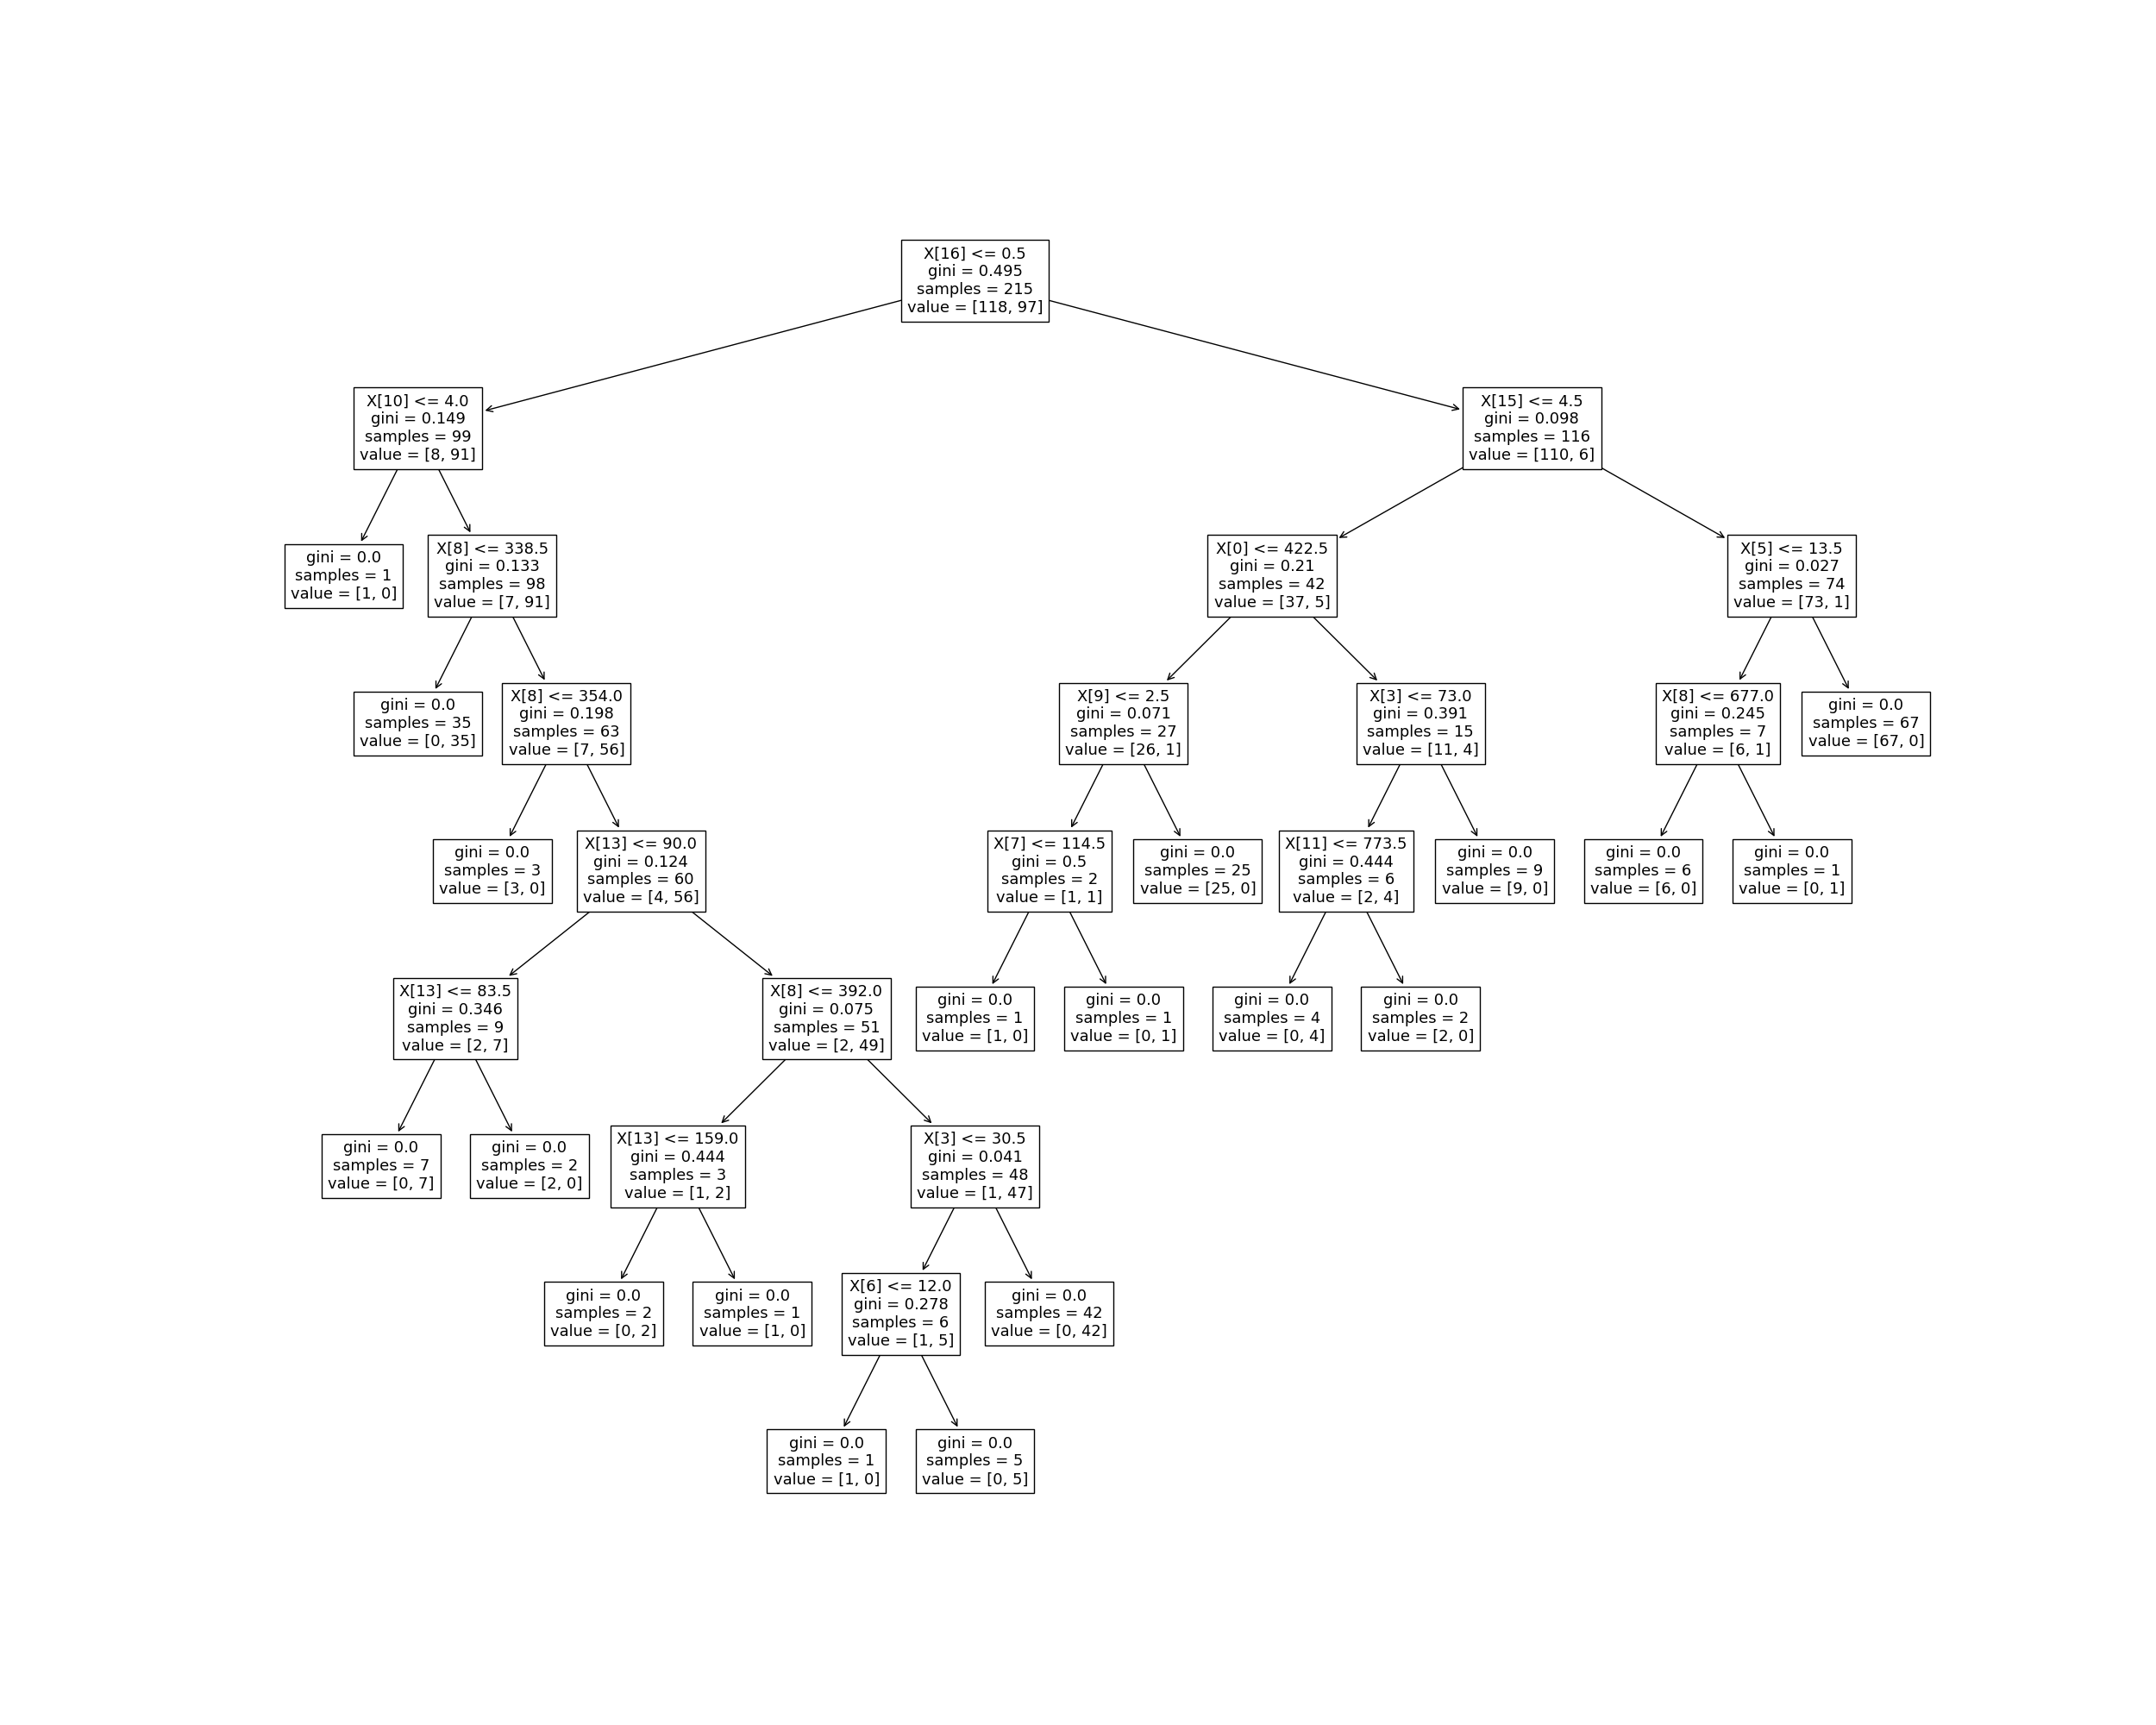 X[16] <= 0.5
gini = 0.495
samples = 215
value = [118, 97]
X[10] <= 4.0
gini = 0.149
samples = 99
value = [8, 91]
X[15] <= 4.5
gini = 0.098
samples = 116
value = [110, 6]
gini = 0.0
samples = 1
value = [1, 0]
X[8] <= 338.5
gini = 0.133
samples = 98
value = [7, 91]
X[0] <= 422.5
gini = 0.21
samples = 42
value = [37, 5]
X[5] <= 13.5
gini = 0.027
samples = 74
value = [73, 1]
gini = 0.0
samples = 35
value = [0, 35]
X[8] <= 354.0
gini = 0.198
samples = 63
value = [7, 56]
X[9] <= 2.5
gini = 0.071
samples = 27
value = [26, 1]
X[3] <= 73.0
gini = 0.391
samples = 15
value = [11, 4]
X[8] <= 677.0
gini = 0.245
samples = 7
value = [6, 1]
gini = 0.0
samples = 67
value = [67, 0]
gini = 0.0
samples = 3
value = [3, 0]
X[13] <= 90.0
gini = 0.124
samples = 60
value = [4, 56]
X[7] <= 114.5
gini = 0.5
samples = 2
value = [1, 1]
gini = 0.0
samples = 25
value = [25, 0]
X[11] <= 773.5
gini = 0.444
samples = 6
value = [2, 4]
gini = 0.0
samples = 9
value = [9, 0]
gini = 0.0
samples = 6
value = [6, 0]
gini = 0.0
samples = 1
value = [0, 1]
X[13] <= 83.5
gini = 0.346
samples = 9
value = [2, 7]
X[8] <= 392.0
gini = 0.075
samples = 51
value = [2, 49]
gini = 0.0
samples = 1
value = [1, 0]
gini = 0.0
samples = 1
value = [0, 1]
gini = 0.0
samples = 4
value = [0, 4]
gini = 0.0
samples = 2
value = [2, 0]
gini = 0.0
samples = 7
value = [0, 7]
gini = 0.0
samples = 2
value = [2, 0]
X[13] <= 159.0
gini = 0.444
samples = 3
value = [1, 2]
X[3] <= 30.5
gini = 0.041
samples = 48
value = [1, 47]
gini = 0.0
samples = 2
value = [0, 2]
gini = 0.0
samples = 1
value = [1, 0]
X[6] <= 12.0
gini = 0.278
samples = 6
value = [1, 5]
gini = 0.0
samples = 42
value = [0, 42]
gini = 0.0
samples = 1
value = [1, 0]
gini = 0.0
samples = 5
value = [0, 5]